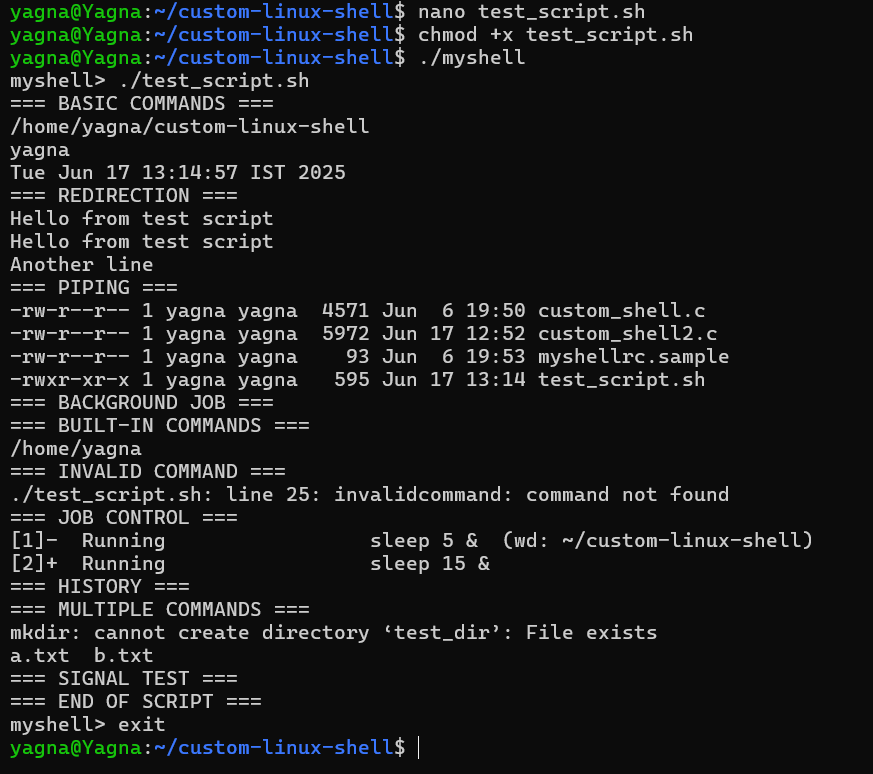 yagna@Yagna:~/custom-linux-shell$ nano test_script.sh
yagna@Yagna:~/custom-linux-shell$ chmod +x test_script.sh
yagna@Yagna:~/custom-linux-shell$ ./myshell
myshell> ./test_script.sh
=== BASIC COMMANDS ===
/home/yagna/custom-linux-shell
yagna
Tue Jun 17 13:14:57 IST 2025
=== REDIRECTION ===
Hello from test script
Hello from test script
Another line
=== PIPING ===
-rw-r--r-- 1 yagna yagna  4571 Jun  6 19:50 custom_shell.c
-rw-r--r-- 1 yagna yagna  5972 Jun 17 12:52 custom_shell2.c
-rw-r--r-- 1 yagna yagna    93 Jun  6 19:53 myshellrc.sample
-rwxr-xr-x 1 yagna yagna   595 Jun 17 13:14 test_script.sh
=== BACKGROUND JOB ===
=== BUILT-IN COMMANDS ===
/home/yagna
=== INVALID COMMAND ===
./test_script.sh: line 25: invalidcommand: command not found
=== JOB CONTROL ===
[1]-  Running                 sleep 5 &  (wd: ~/custom-linux-shell)
[2]+  Running                 sleep 15 &
=== HISTORY ===
=== MULTIPLE COMMANDS ===
mkdir: cannot create directory ‘test_dir’: File exists
a.txt  b.txt
=== SIGNAL TEST ===
=== END OF SCRIPT ===
myshell> exit
yagna@Yagna:~/custom-linux-shell$